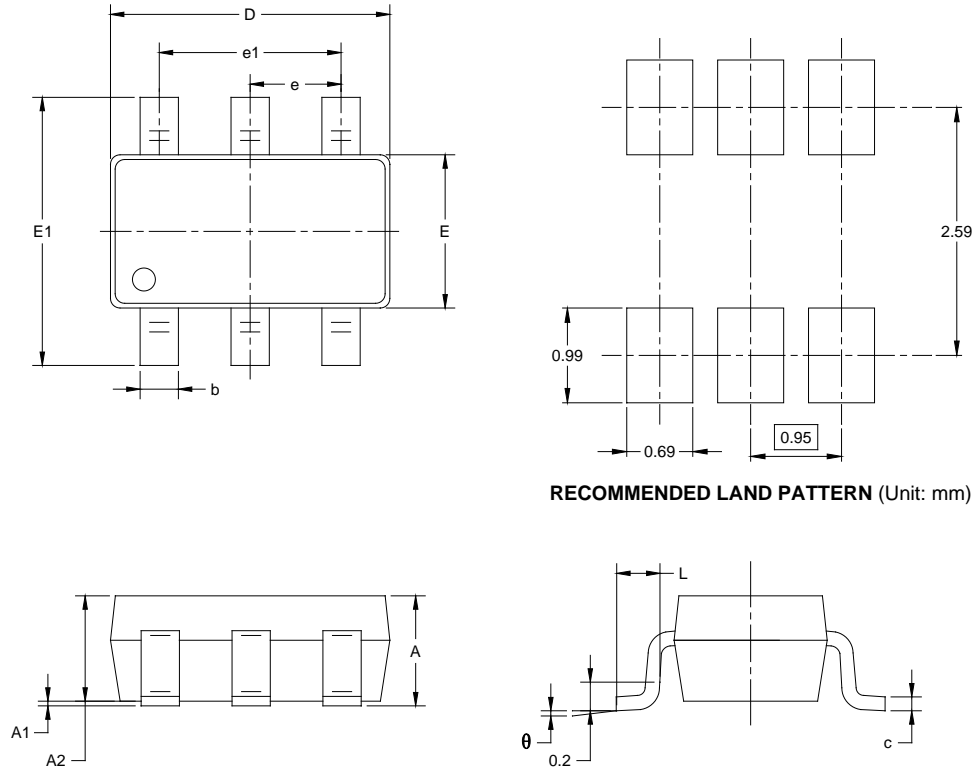 D
e1
e
E1
E
b
2.59
0.99
0.69
0.95
RECOMMENDED LAND PATTERN (Unit: mm)
A
A1
A2
L
θ
0.2
c